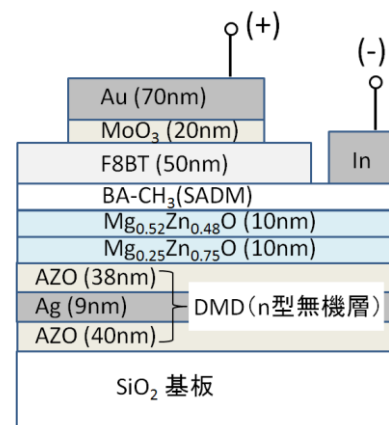 (+)
(-)
Au (70nm)
MoO₃ (20nm)
F8BT (50nm)
In
BA-CH₃(SADM)
Mg₀.₅₂Zn₀.₄₈O (10nm)
Mg₀.₂₅Zn₀.₇₅O (10nm)
AZO (38nm)
Ag (9nm)
DMD(n型無機層)
AZO (40nm)
SiO₂ 基板